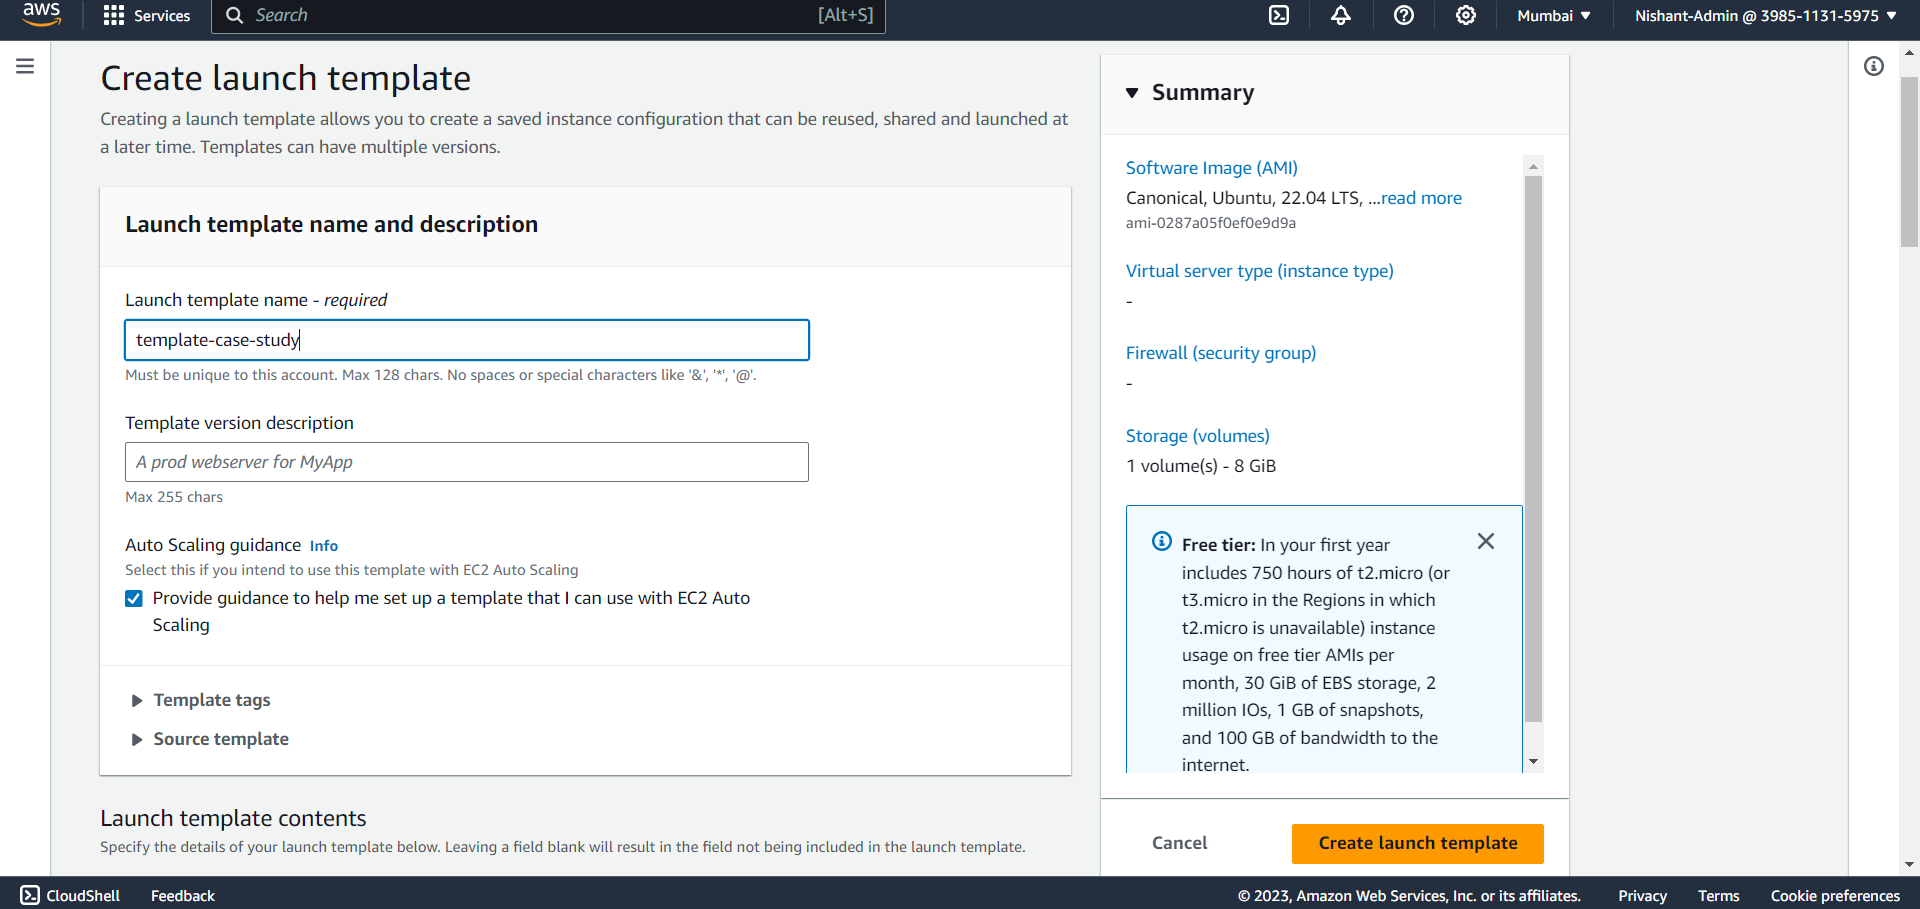 aws
Services
Search
[Alt+S]
Mumbai
Nishant-Admin @ 3985-1131-5975
Create launch template
Creating a launch template allows you to create a saved instance configuration that can be reused, shared and launched at
a later time. Templates can have multiple versions.
Launch template name and description
Launch template name - required
template-case-study
Must be unique to this account. Max 128 chars. No spaces or special characters like '&', '*', '@'.
Template version description
A prod webserver for MyApp
Max 255 chars
Auto Scaling guidance Info
Select this if you intend to use this template with EC2 Auto Scaling
Provide guidance to help me set up a template that I can use with EC2 Auto
Scaling
Template tags
Source template
Launch template contents
Specify the details of your launch template below. Leaving a field blank will result in the field not being included in the launch template.
Summary
Software Image (AMI)
Canonical, Ubuntu, 22.04 LTS, ...read more
ami-0287a05f0ef0e9d9a
Virtual server type (instance type)
-
Firewall (security group)
-
Storage (volumes)
1 volume(s) - 8 GiB
Free tier: In your first year
includes 750 hours of t2.micro (or
t3.micro in the Regions in which
t2.micro is unavailable) instance
usage on free tier AMIs per
month, 30 GiB of EBS storage, 2
million IOs, 1 GB of snapshots,
and 100 GB of bandwidth to the
internet.
Cancel
Create launch template
CloudShell
Feedback
© 2023, Amazon Web Services, Inc. or its affiliates.
Privacy
Terms
Cookie preferences